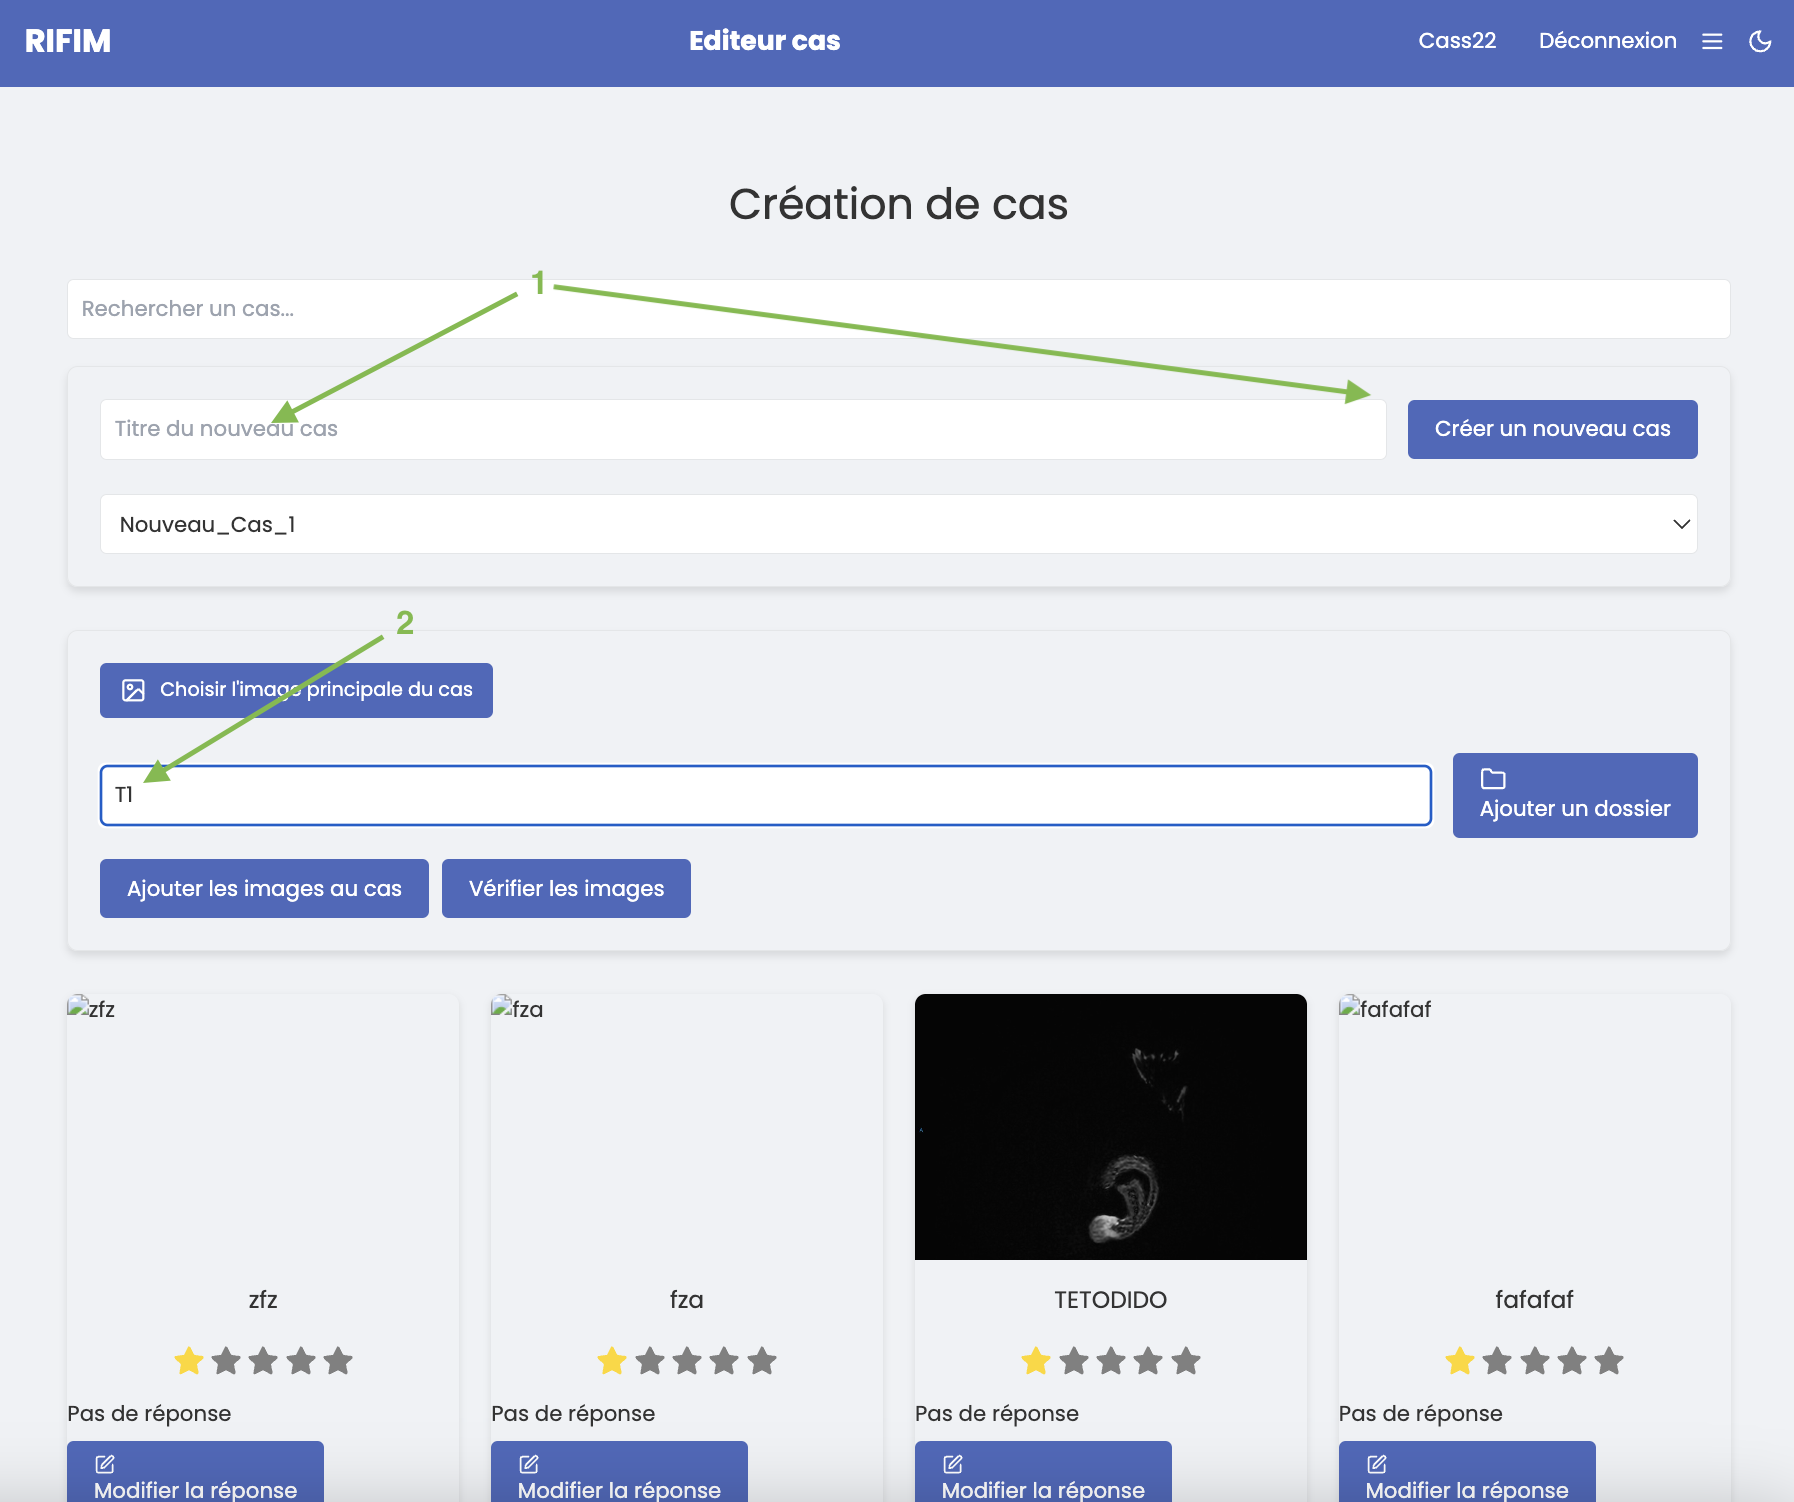 RIFIM
Editeur cas
Cass22
Déconnexion
Création de cas
1
Rechercher un cas...
Titre du nouveau cas
Créer un nouveau cas
Nouveau_Cas_1
2
Choisir l'image principale du cas
T1
Ajouter un dossier
Ajouter les images au cas
Vérifier les images
zfz
fza
fafafaf
zfz
fza
TETODIDO
fafafaf
Pas de réponse
Pas de réponse
Pas de réponse
Pas de réponse
Modifier la réponse
Modifier la réponse
Modifier la réponse
Modifier la réponse